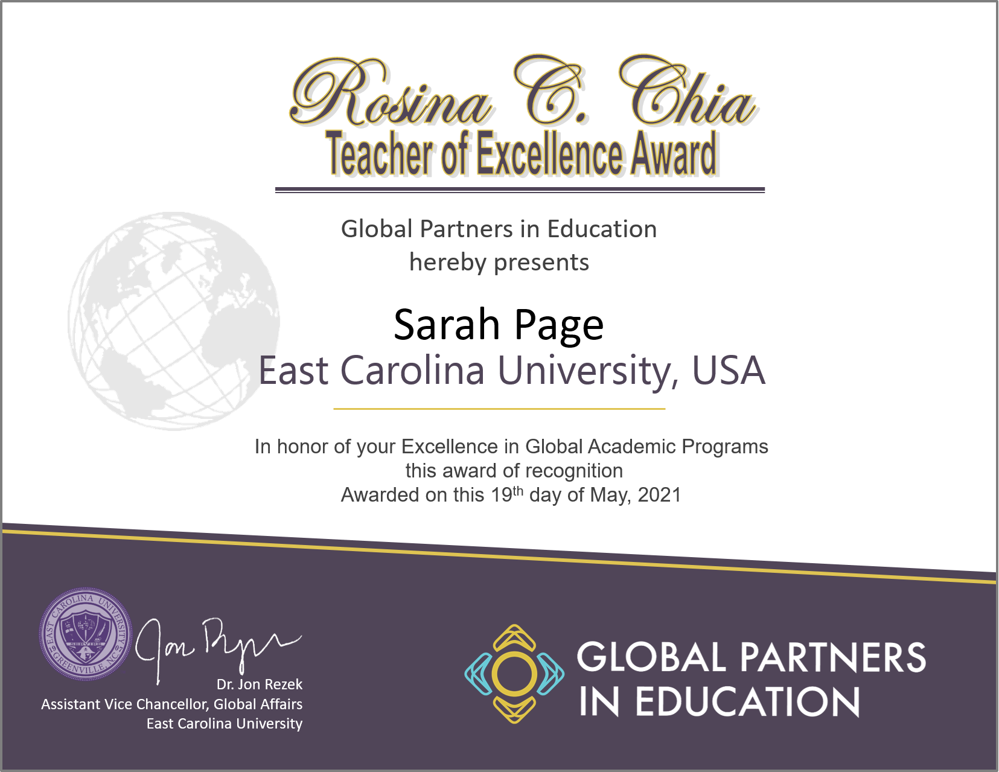 Rosina C. Chia
Teacher of Excellence Award
Global Partners in Education
hereby presents
Sarah Page
East Carolina University, USA
In honor of your Excellence in Global Academic Programs
this award of recognition
Awarded on this 19th day of May, 2021
EAST CAROLINA UNIVERSITY
SERVIRE
1907
GREENVILLE, NC
Dr. Jon Rezek
Assistant Vice Chancellor, Global Affairs
East Carolina University
GLOBAL PARTNERS
IN EDUCATION